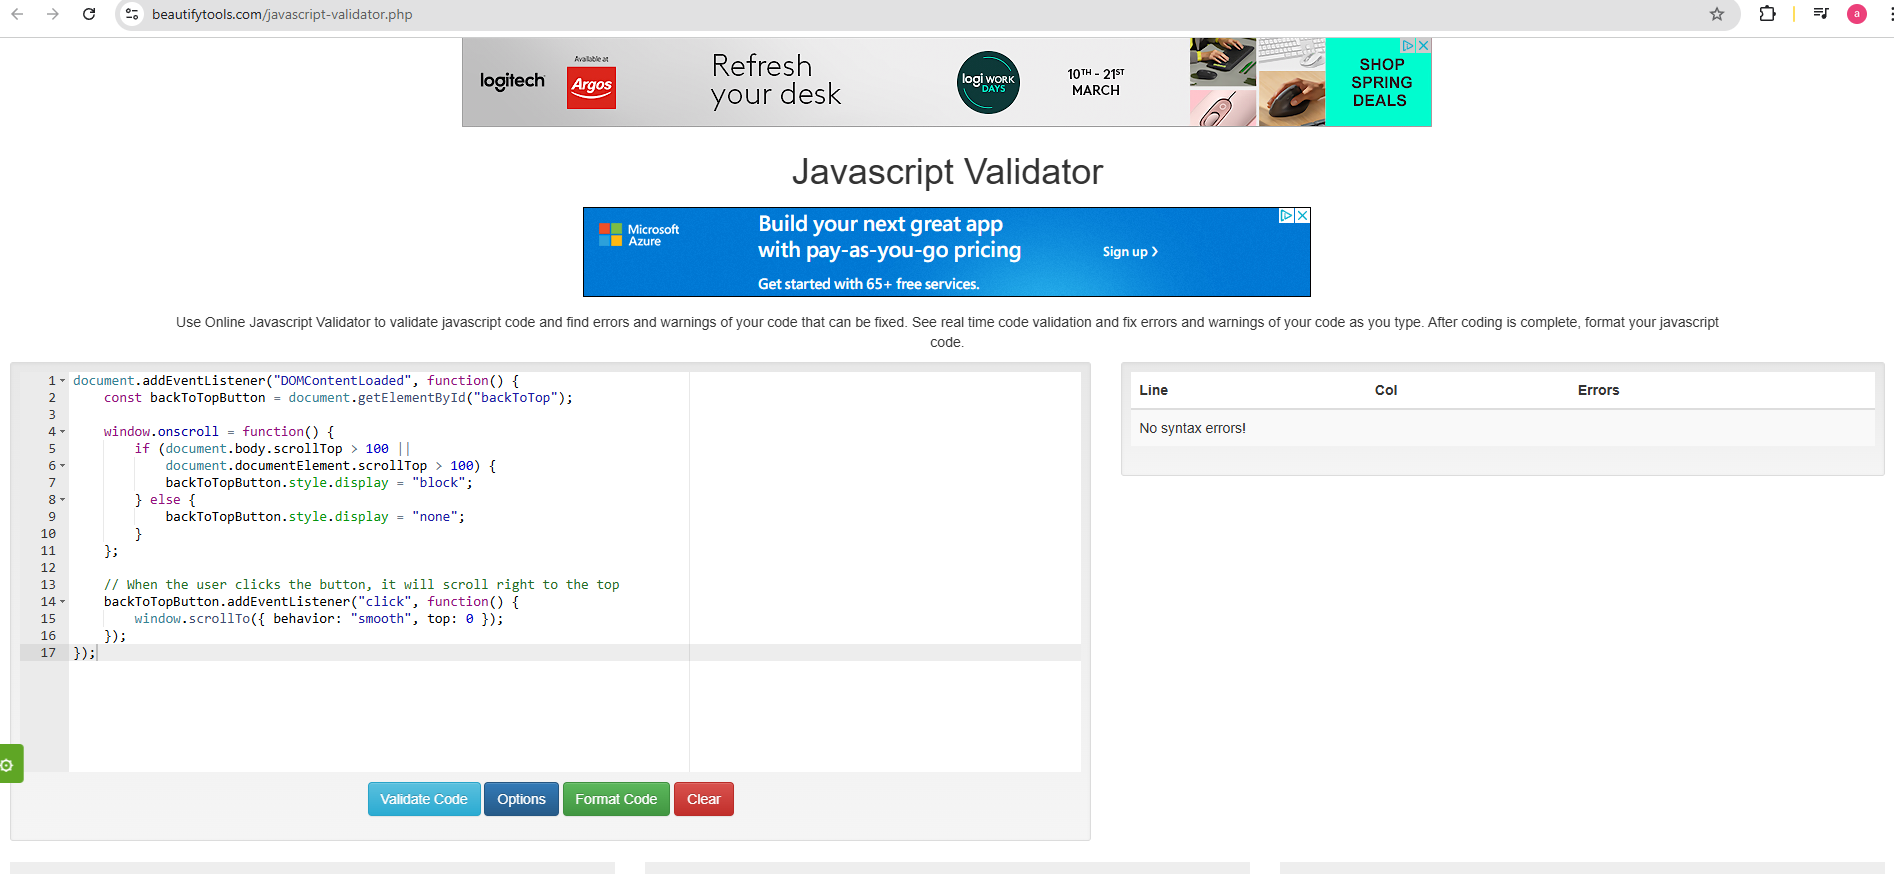 beautifytools.com/javascript-validator.php
a
logitech
Available at
Argos
Refresh
your desk
logi WORK
DAYS
10TH - 21ST
MARCH
SHOP
SPRING
DEALS
Javascript Validator
Microsoft
Azure
Build your next great app
with pay-as-you-go pricing
Get started with 65+ free services.
Sign up >
Use Online Javascript Validator to validate javascript code and find errors and warnings of your code that can be fixed. See real time code validation and fix errors and warnings of your code as you type. After coding is complete, format your javascript
code.
1 document.addEventListener("DOMContentLoaded", function() {
2     const backToTopButton = document.getElementById("backToTop");
3
4     window.onscroll = function() {
5         if (document.body.scrollTop > 100 ||
6             document.documentElement.scrollTop > 100) {
7             backToTopButton.style.display = "block";
8         } else {
9             backToTopButton.style.display = "none";
10         }
11     };
12
13     // When the user clicks the button, it will scroll right to the top
14     backToTopButton.addEventListener("click", function() {
15         window.scrollTo({ behavior: "smooth", top: 0 });
16     });
17 });
Line Col Errors
No syntax errors!
Validate Code Options Format Code Clear